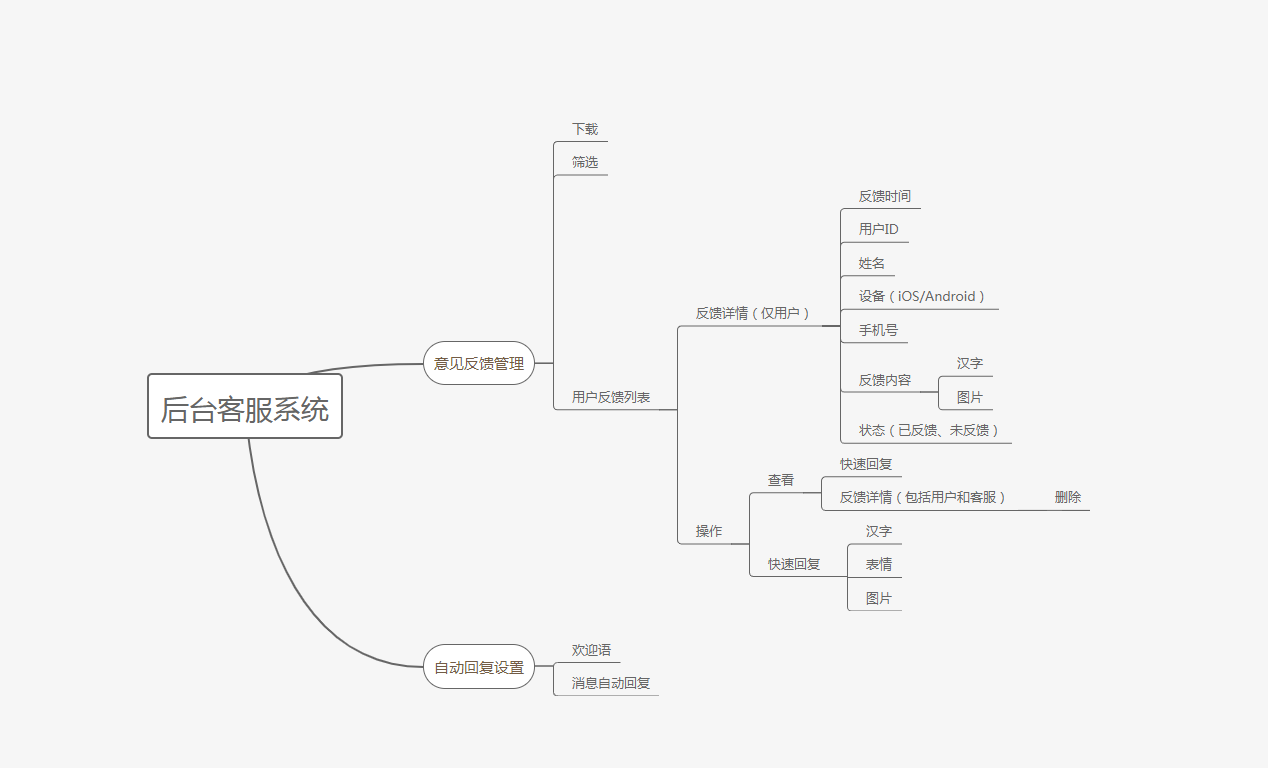 后台客服系统
意见反馈管理
下载
筛选
用户反馈列表
反馈详情（仅用户）
反馈时间
用户ID
姓名
设备（iOS/Android）
手机号
反馈内容
汉字
图片
状态（已反馈、未反馈）
操作
查看
快速回复
反馈详情（包括用户和客服）
删除
快速回复
汉字
表情
图片
自动回复设置
欢迎语
消息自动回复